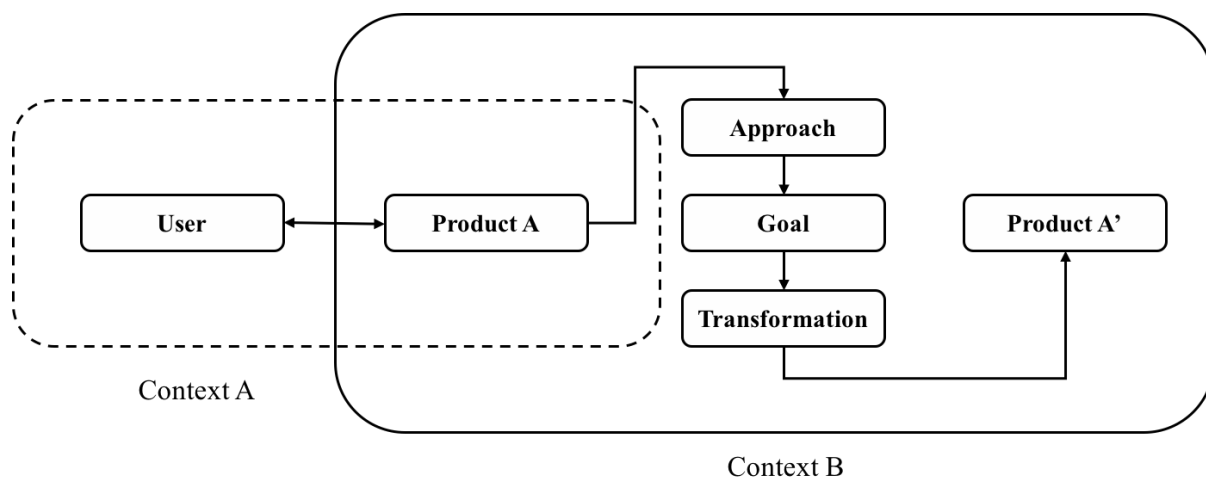 Approach
User
Product A
Goal
Product A’
Transformation
Context A
Context B